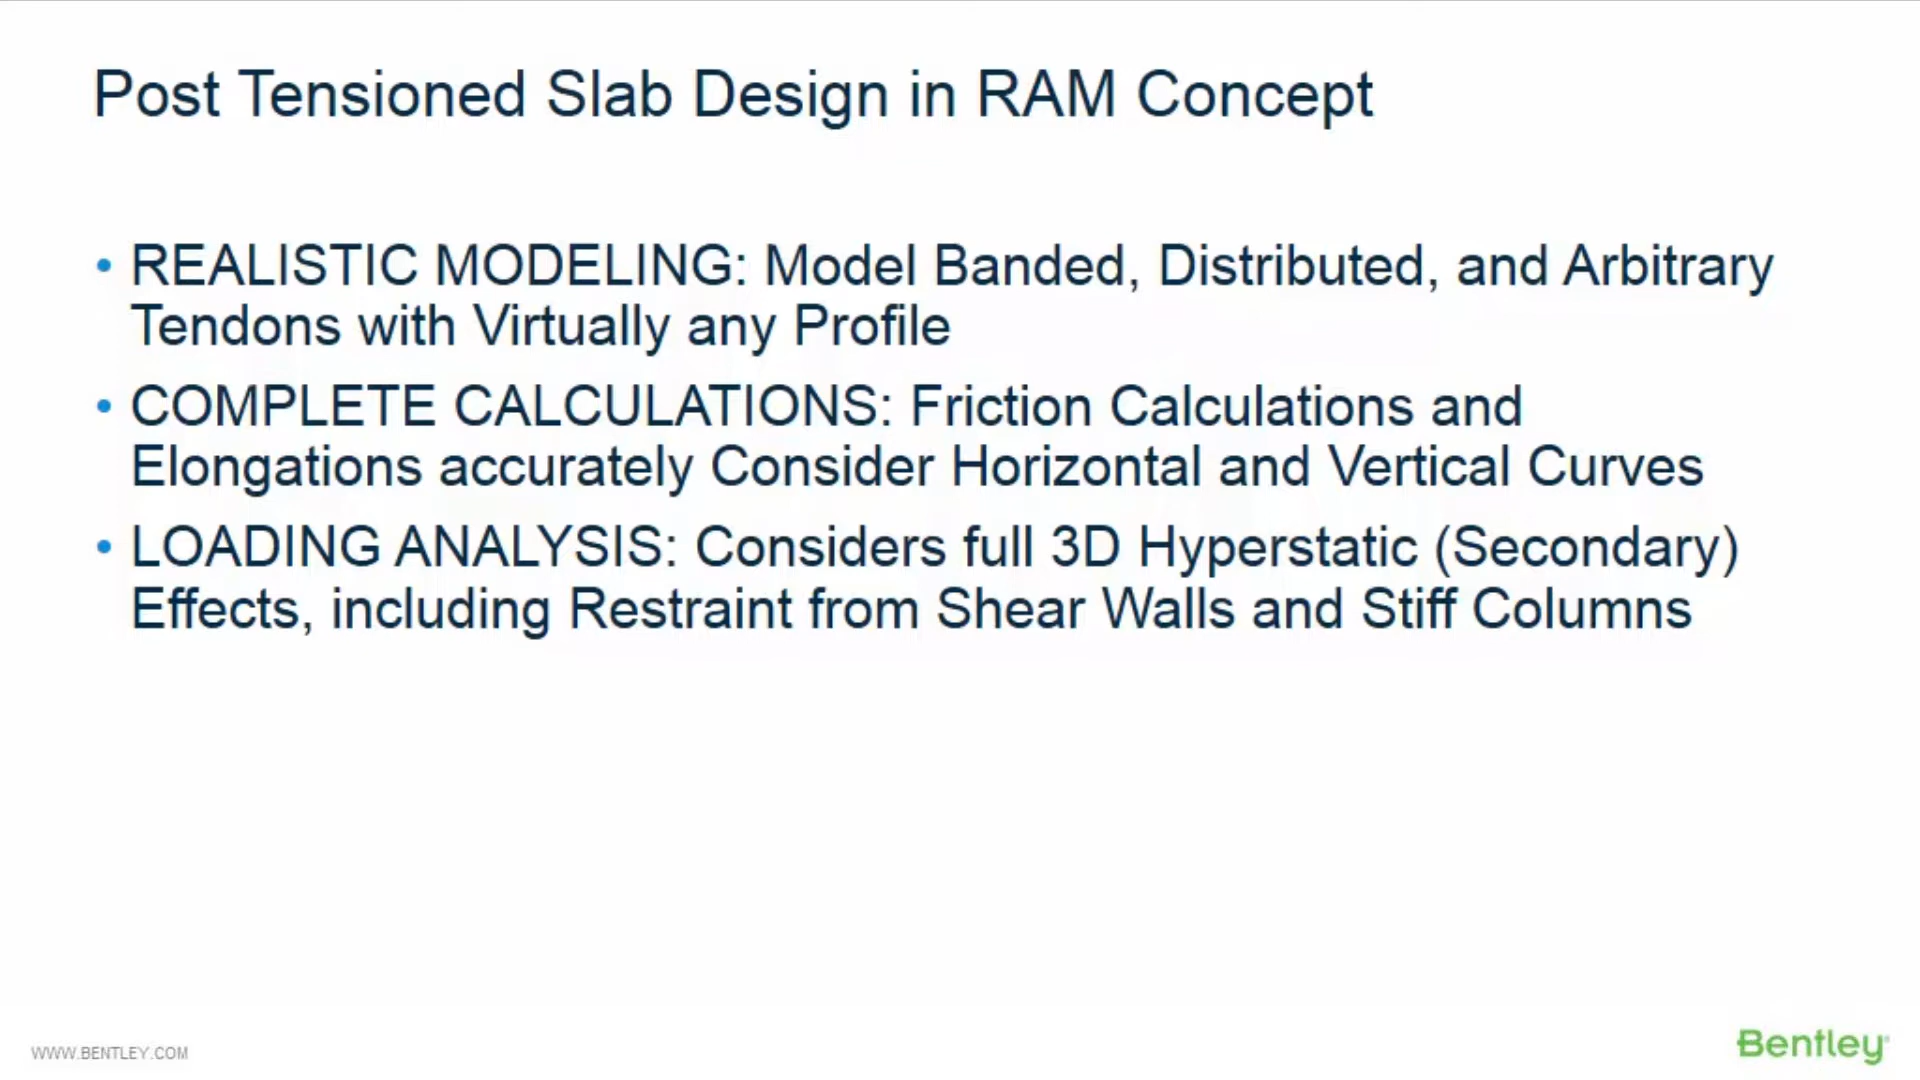 Post Tensioned Slab Design in RAM Concept
• REALISTIC MODELING: Model Banded, Distributed, and Arbitrary
Tendons with Virtually any Profile
• COMPLETE CALCULATIONS: Friction Calculations and
Elongations accurately Consider Horizontal and Vertical Curves
• LOADING ANALYSIS: Considers full 3D Hyperstatic (Secondary)
Effects, including Restraint from Shear Walls and Stiff Columns
WWW.BENTLEY.COM
Bentley